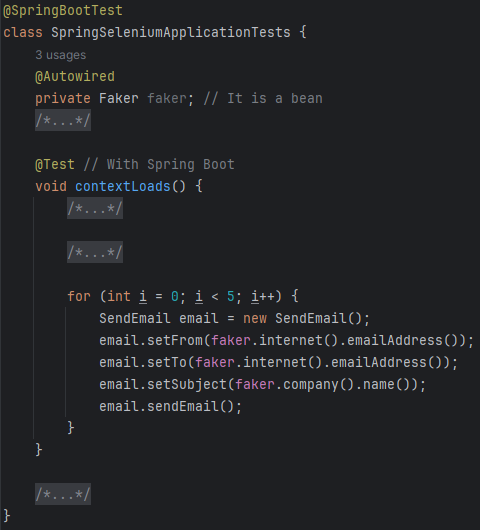 @SpringBootTest
class SpringSeleniumApplicationTests {
3 usages
@Autowired
private Faker faker; // It is a bean
/*...*/
@Test // With Spring Boot
void contextLoads() {
/*...*/
/*...*/
for (int i = 0; i < 5; i++) {
SendEmail email = new SendEmail();
email.setFrom(faker.internet().emailAddress());
email.setTo(faker.internet().emailAddress());
email.setSubject(faker.company().name());
email.sendEmail();
}
}
/*...*/
}